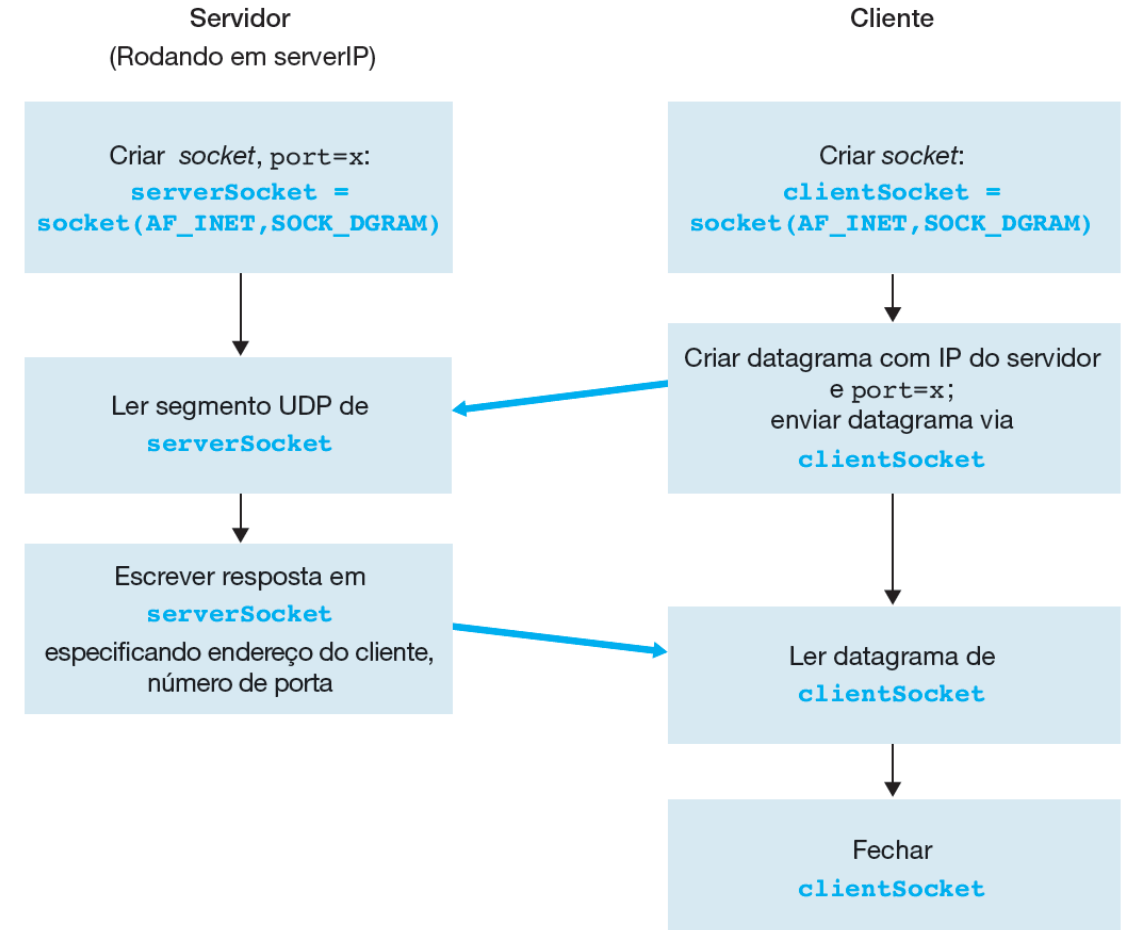 Servidor
(Rodando em serverIP)
Criar socket, port=x:
serverSocket =
socket(AF_INET,SOCK_DGRAM)
Ler segmento UDP de
serverSocket
Escrever resposta em
serverSocket
especificando endereço do cliente,
número de porta
Cliente
Criar socket:
clientSocket =
socket(AF_INET,SOCK_DGRAM)
Criar datagrama com IP do servidor
e port=x;
enviar datagrama via
clientSocket
Ler datagrama de
clientSocket
Fechar
clientSocket